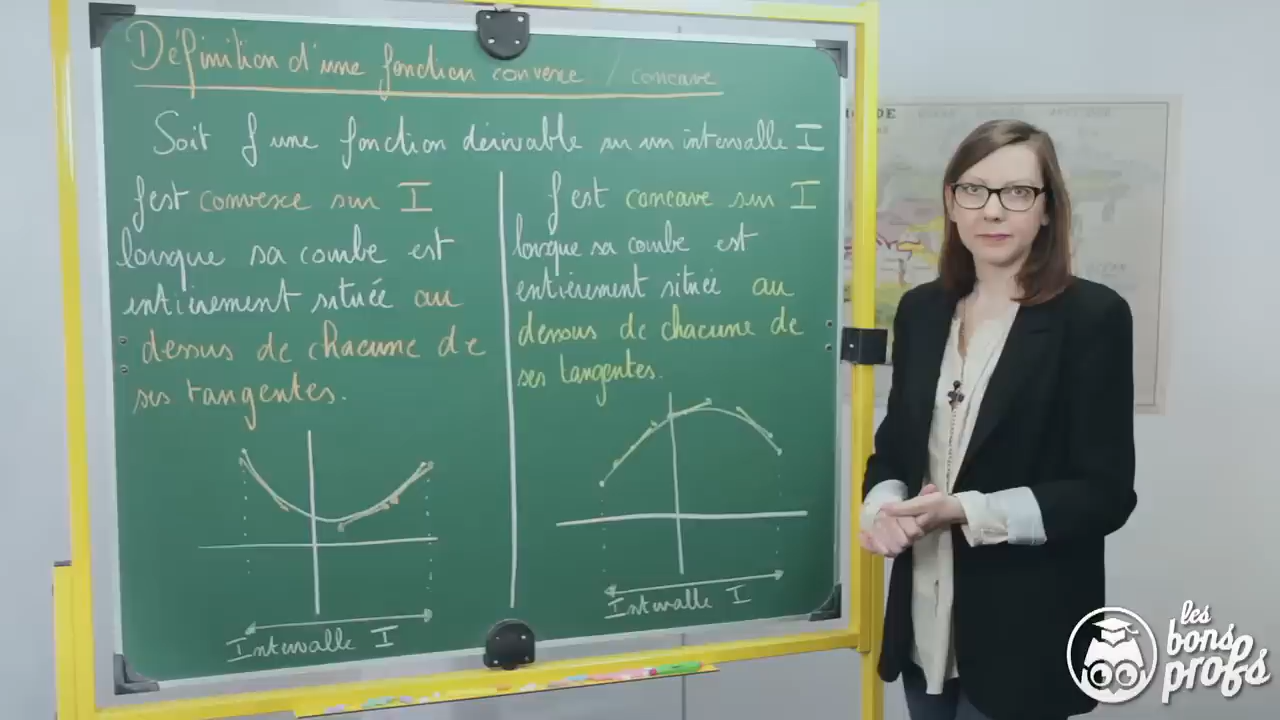 Définition d'une fonction convexe / concave
Soit f une fonction dérivable sur un intervalle I
f est convexe sur I
lorsque sa courbe est
entièrement située au
dessus de chacune de
ses tangentes.
Intervalle I
f est concave sur I
lorsque sa courbe est
entièrement située au
dessous de chacune de
ses tangentes.
Intervalle I
les
bons
profs